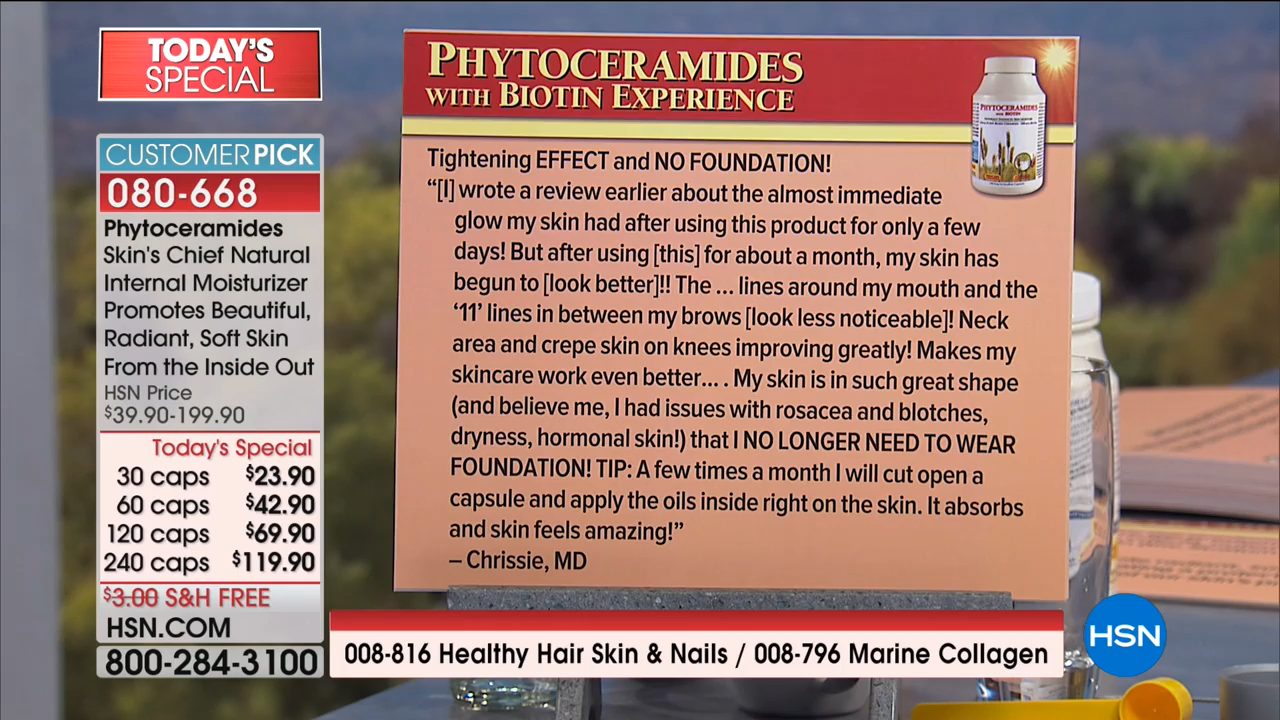 TODAY'S
SPECIAL
CUSTOMER PICK
080-668
Phytoceramides
Skin's Chief Natural
Internal Moisturizer
Promotes Beautiful,
Radiant, Soft Skin
From the Inside Out
HSN Price
$39.90-199.90
Today's Special
30 caps $23.90
60 caps $42.90
120 caps $69.90
240 caps $119.90
$3.00 S&H FREE
HSN.COM
800-284-3100
PHYTOCERAMIDES
WITH BIOTIN EXPERIENCE
PHYTOCERAMIDES
WITH BIOTIN
Tightening EFFECT and NO FOUNDATION!
“[I] wrote a review earlier about the almost immediate
glow my skin had after using this product for only a few
days! But after using [this] for about a month, my skin has
begun to [look better]!! The ... lines around my mouth and the
‘11’ lines in between my brows [look less noticeable]! Neck
area and crepe skin on knees improving greatly! Makes my
skincare work even better... . My skin is in such great shape
(and believe me, I had issues with rosacea and blotches,
dryness, hormonal skin!) that I NO LONGER NEED TO WEAR
FOUNDATION! TIP: A few times a month I will cut open a
capsule and apply the oils inside right on the skin. It absorbs
and skin feels amazing!”
– Chrissie, MD
008-816 Healthy Hair Skin & Nails / 008-796 Marine Collagen
HSN